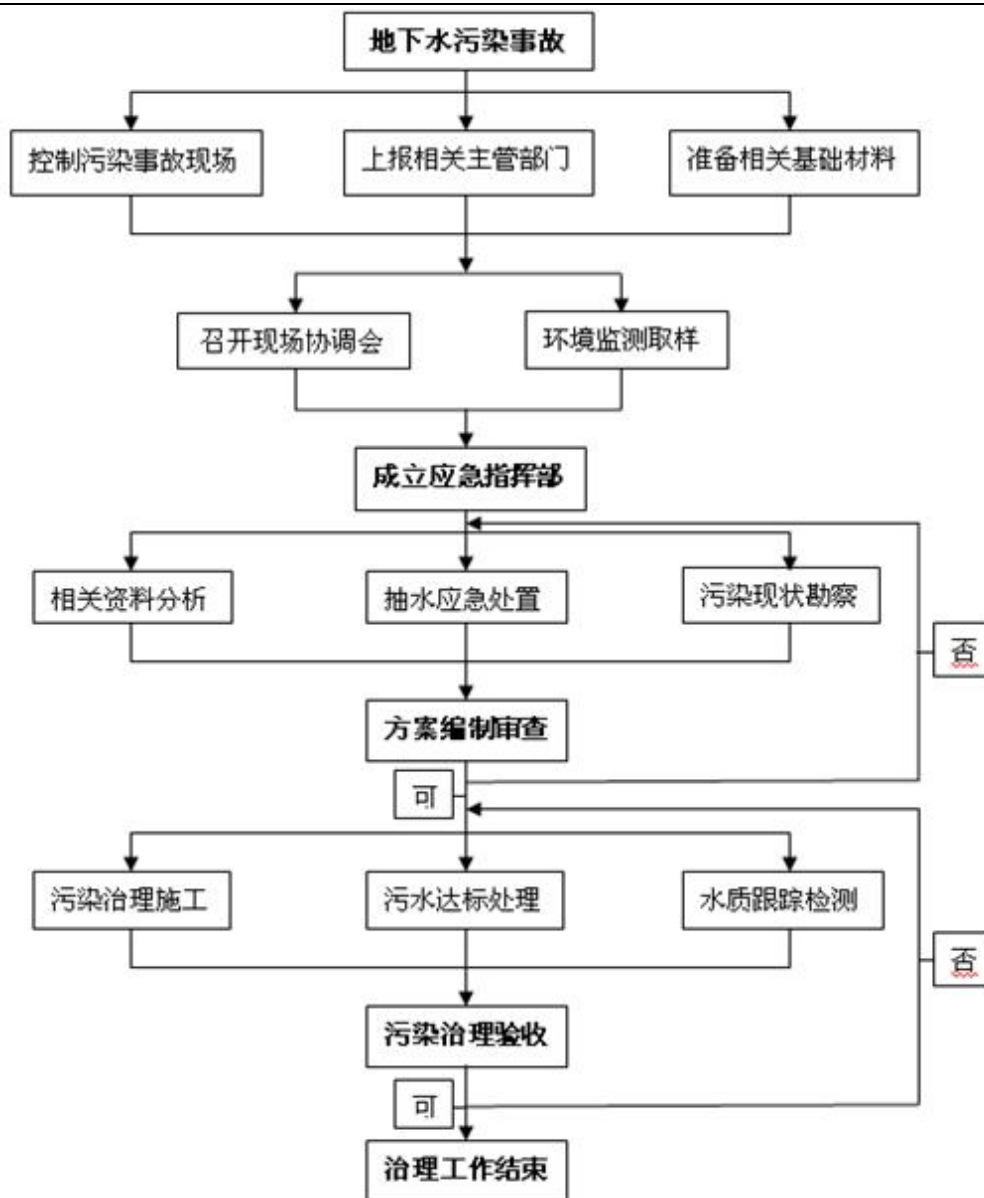 地下水污染事故
控制污染事故现场
上报相关主管部门
准备相关基础材料
召开现场协调会
环境监测取样
成立应急指挥部
相关资料分析
抽水应急处置
污染现状勘察
否
方案编制审查
可
污染治理施工
污水达标处理
水质跟踪检测
否
污染治理验收
可
治理工作结束